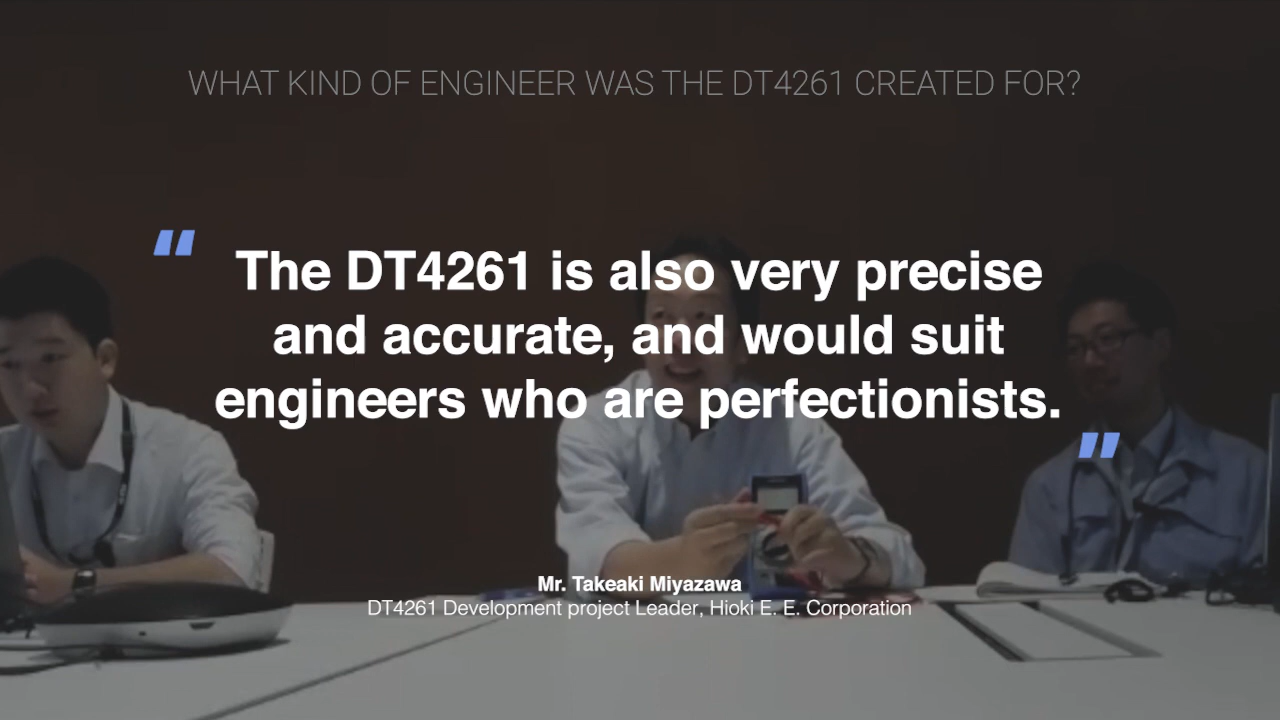 WHAT KIND OF ENGINEER WAS THE DT4261 CREATED FOR?
“
The DT4261 is also very precise
and accurate, and would suit
engineers who are perfectionists.
”
Mr. Takeaki Miyazawa
DT4261 Development project Leader, Hioki E. E. Corporation